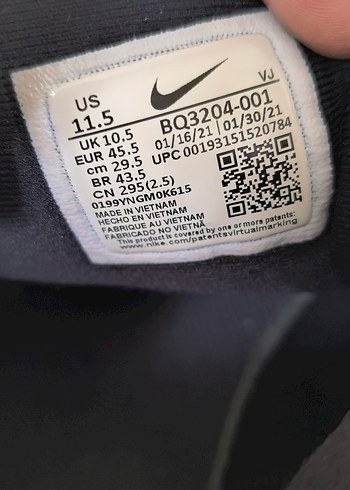 US
11.5
VJ
UK 10.5
BQ3204-001
EUR 45.5
01/16/21 | 01/30/21
cm 29.5
UPC 00193151520784
BR 43.5
CN 295(2.5)
0199YNGM0K615
MADE IN VIETNAM
HECHO EN VIETNAM
FABRIQUE AU VIETNAM
FABRICADO NO VIETNÃ
This product is covered by one or more patents:
www.nike.com/patentsvirtualmarking